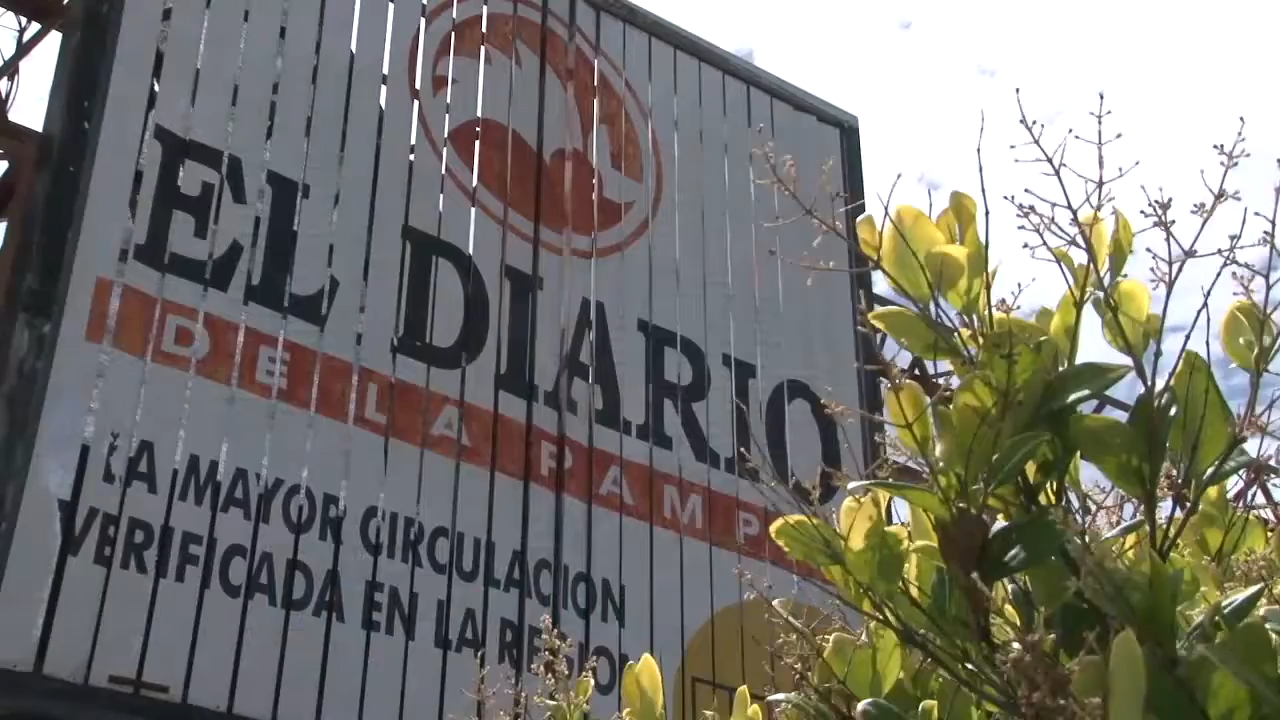 EL DIARIO
DE LA PAMP
LA MAYOR CIRCULACION
VERIFICADA EN LA REGION